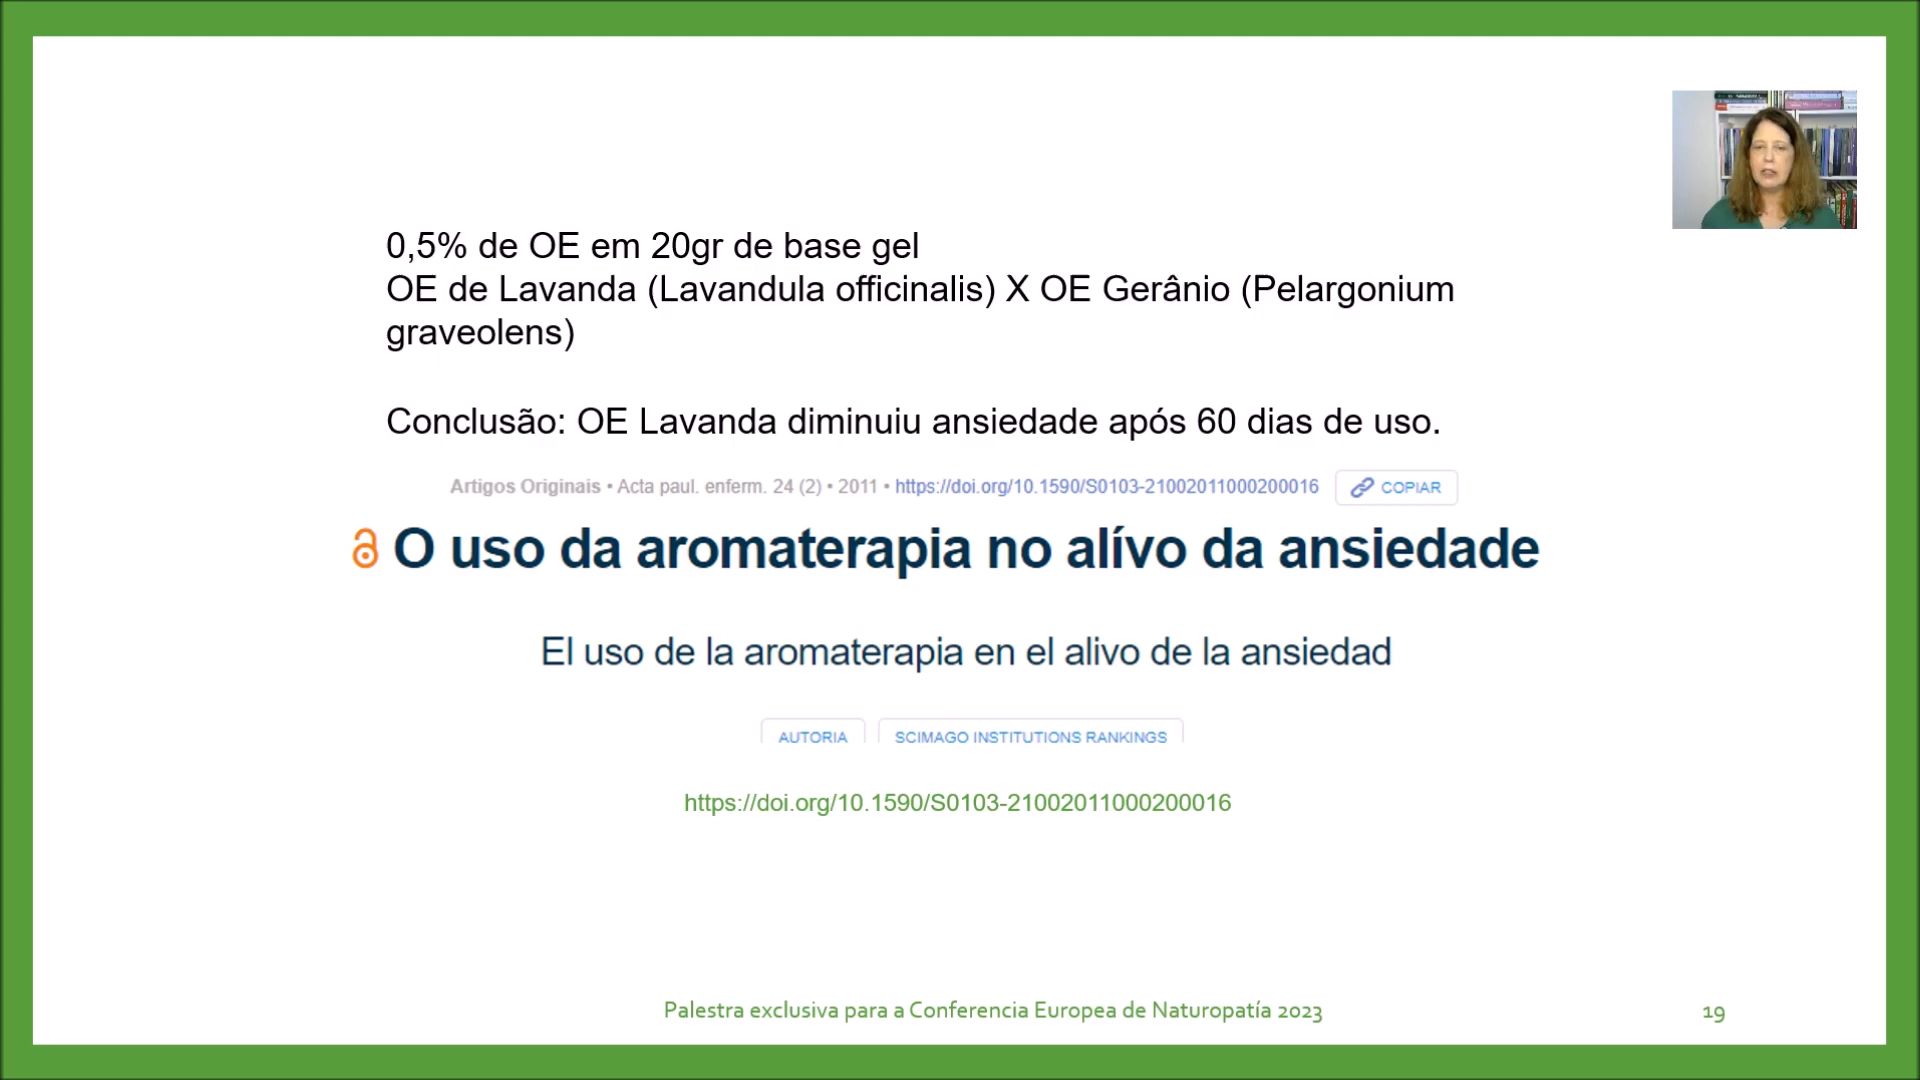 0,5% de OE em 20gr de base gel
OE de Lavanda (Lavandula officinalis) X OE Gerânio (Pelargonium
graveolens)
Conclusão: OE Lavanda diminuiu ansiedade após 60 dias de uso.
Artigos Originais • Acta paul. enferm. 24 (2) • 2011 • https://doi.org/10.1590/S0103-21002011000200016 COPIAR
O uso da aromaterapia no alívo da ansiedade
El uso de la aromaterapia en el alivo de la ansiedad
AUTORIA SCIMAGO INSTITUTIONS RANKINGS
https://doi.org/10.1590/S0103-21002011000200016
Palestra exclusiva para a Conferencia Europea de Naturopatía 2023 19